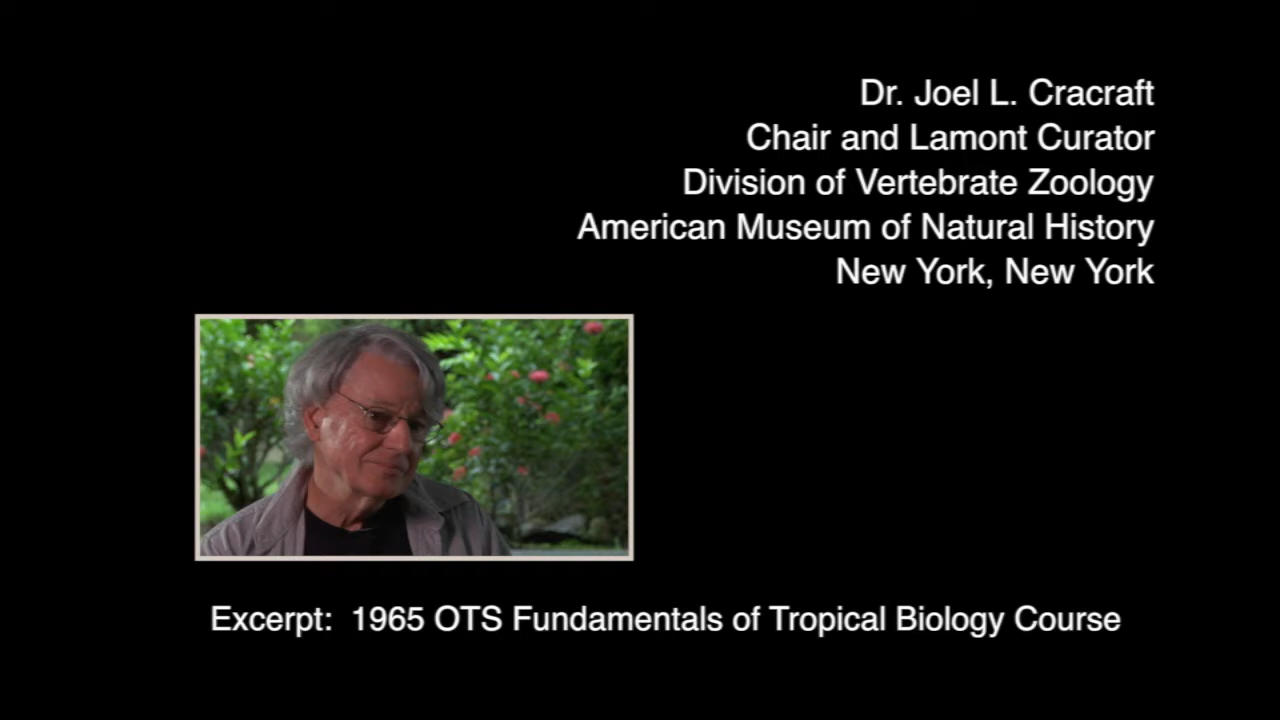 Dr. Joel L. Cracraft
Chair and Lamont Curator
Division of Vertebrate Zoology
American Museum of Natural History
New York, New York
Excerpt:  1965 OTS Fundamentals of Tropical Biology Course